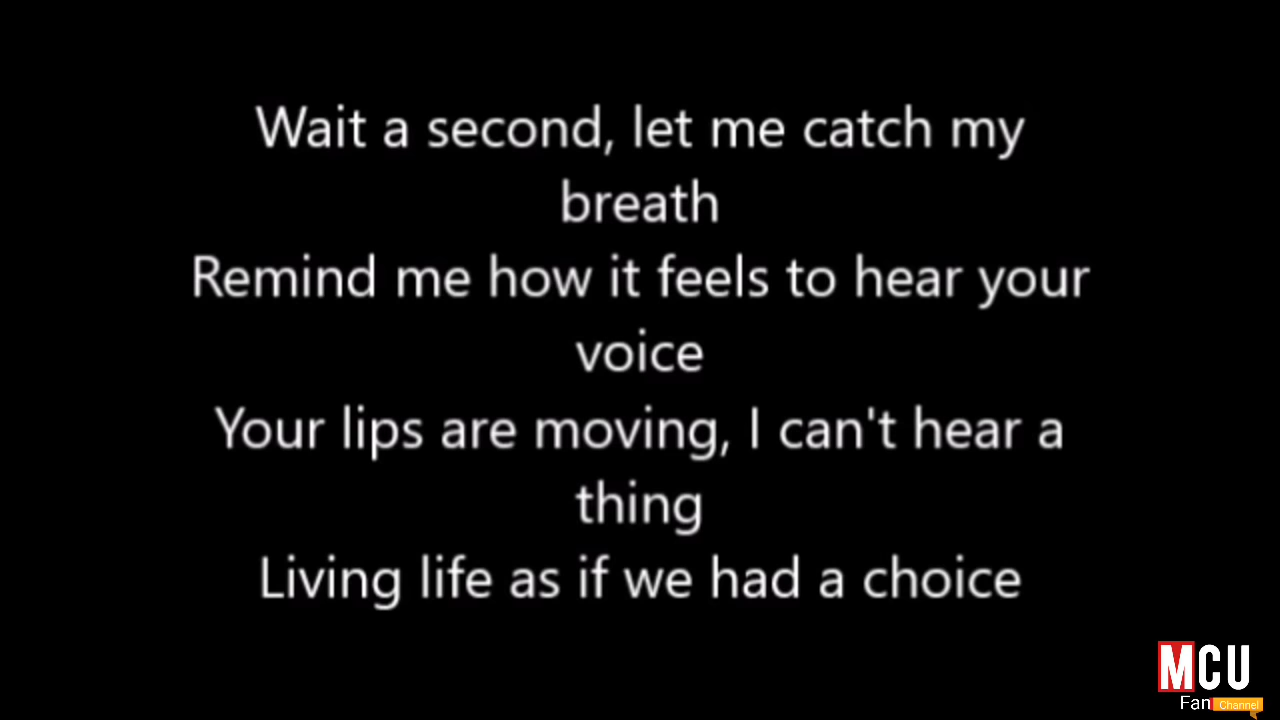 Wait a second, let me catch my
breath
Remind me how it feels to hear your
voice
Your lips are moving, I can't hear a
thing
Living life as if we had a choice
MCU
Fan Channel